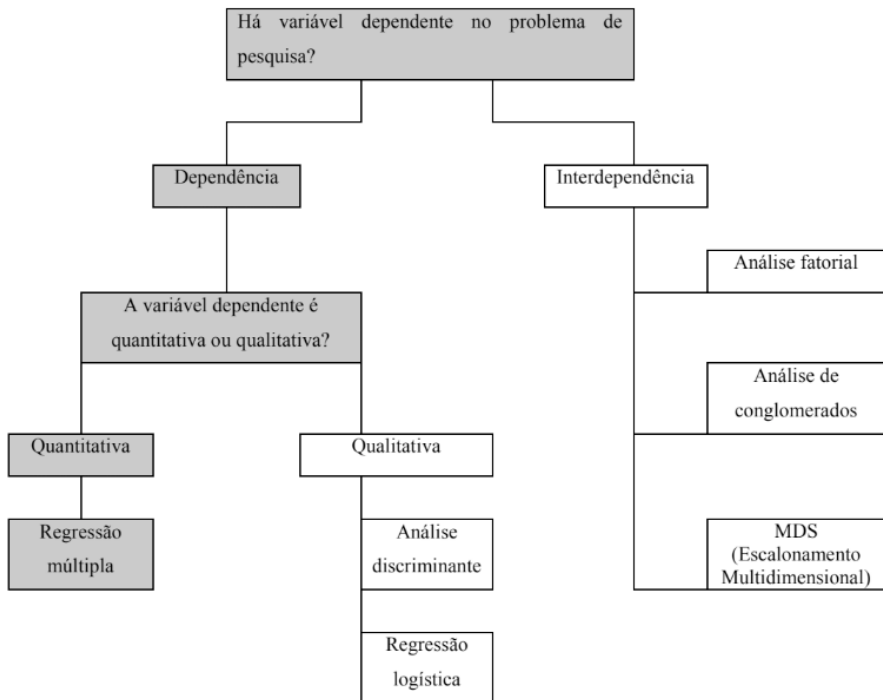 Há variável dependente no problema de
pesquisa?
Dependência
Interdependência
Análise fatorial
A variável dependente é
quantitativa ou qualitativa?
Análise de
conglomerados
Quantitativa
Qualitativa
Regressão
múltipla
Análise
discriminante
MDS
(Escalonamento
Multidimensional)
Regressão
logística